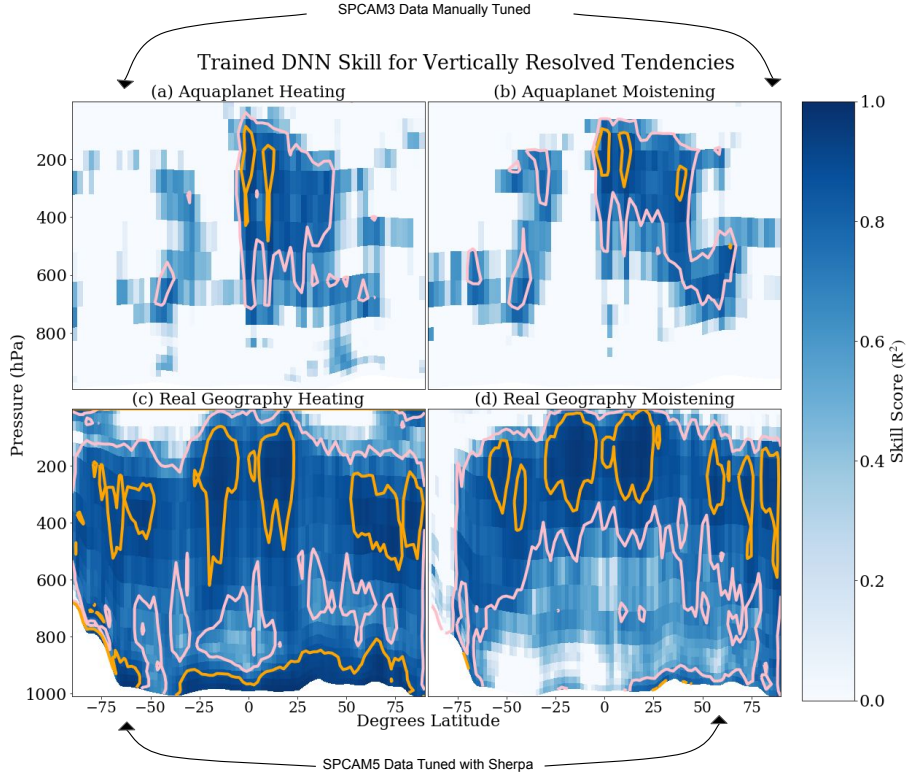 SPCAM3 Data Manually Tuned
Trained DNN Skill for Vertically Resolved Tendencies
(a) Aquaplanet Heating
(b) Aquaplanet Moistening
200
400
600
800
Pressure (hPa)
(c) Real Geography Heating
(d) Real Geography Moistening
200
400
600
800
1000
−75 −50 −25 0 25 50 75
−75 −50 −25 0 25 50 75
Degrees Latitude
1.0
0.8
0.6
0.4
0.2
0.0
Skill Score (R²)
SPCAM5 Data Tuned with Sherpa